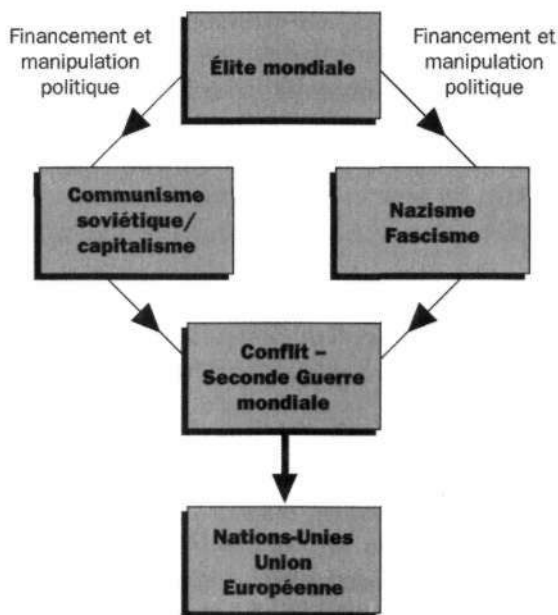 Financement et
manipulation
politique
Élite mondiale
Financement et
manipulation
politique
Communisme
soviétique/
capitalisme
Nazisme
Fascisme
Conflit –
Seconde Guerre
mondiale
Nations-Unies
Union
Européenne